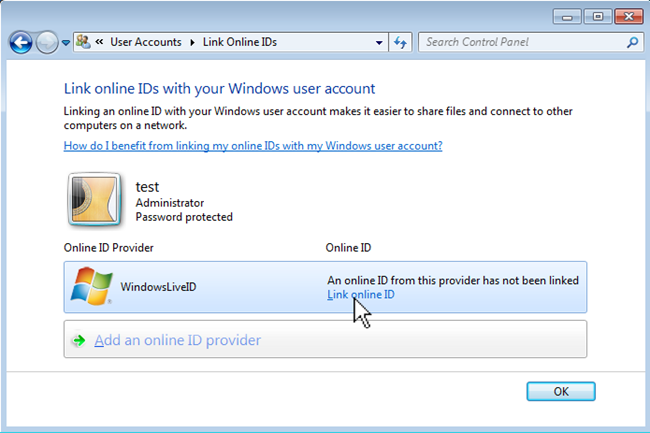 « User Accounts Link Online IDs Search Control Panel
Link online IDs with your Windows user account
Linking an online ID with your Windows user account makes it easier to share files and connect to other
computers on a network.
How do I benefit from linking my online IDs with my Windows user account?
test
Administrator
Password protected
Online ID Provider Online ID
WindowsLiveID An online ID from this provider has not been linked
Link online ID
Add an online ID provider
OK